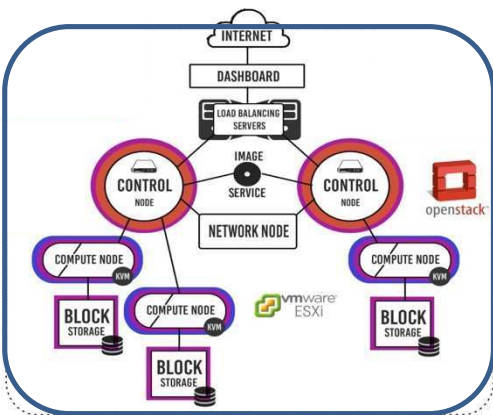 INTERNET
DASHBOARD
LOAD BALANCING
SERVERS
IMAGE
SERVICE
CONTROL
NODE
CONTROL
NODE
NETWORK NODE
openstack
COMPUTE NODE
KVM
COMPUTE NODE
KVM
BLOCK
STORAGE
COMPUTE NODE
KVM
vmware
ESXi
BLOCK
STORAGE
BLOCK
STORAGE